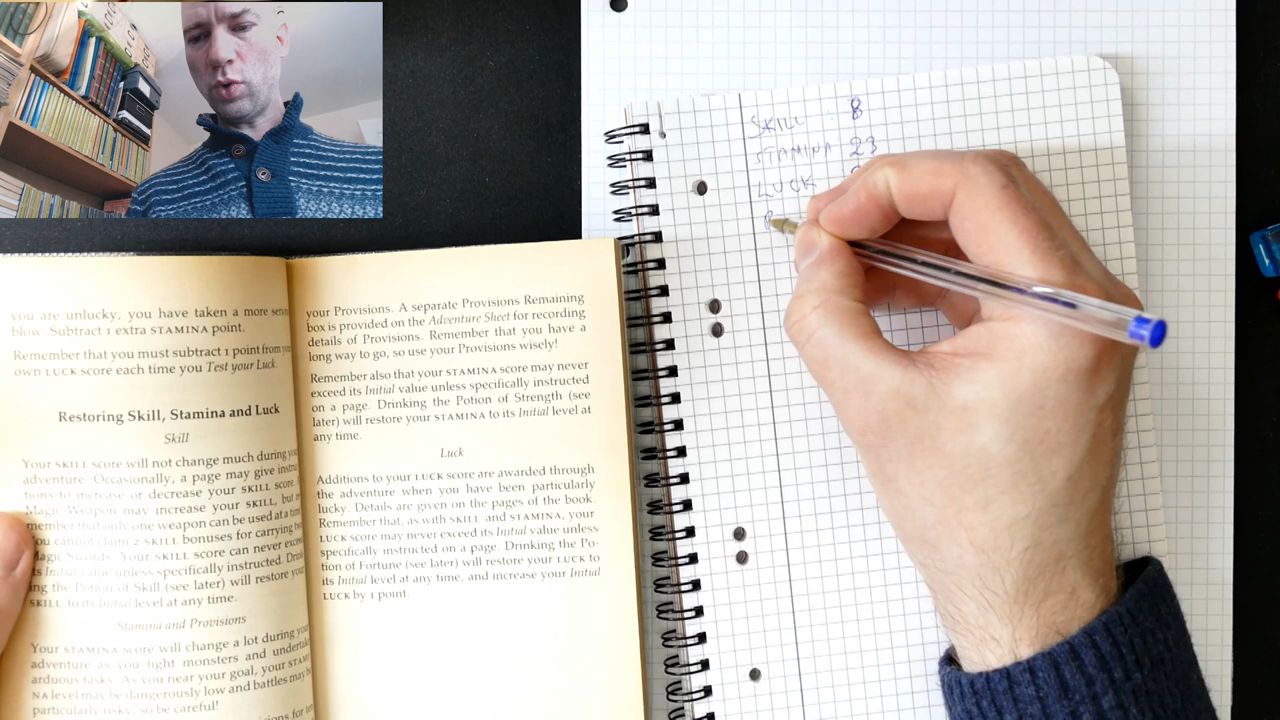 you are unlucky, you have taken a more
blow. Subtract 1 extra STAMINA point.
Remember that you must subtract 1 point from
own LUCK score each time you Test your Luck.
Restoring Skill, Stamina and Luck
Skill
Your SKILL score will not change much during
adventure. Occasionally, a page may give
tions to increase or decrease your SKILL score.
Magic Weapon may increase your SKILL, but
member that only one weapon can be used at a
You cannot claim 2 SKILL bonuses for carrying
Magic Swords. Your SKILL score can never
its Initial value unless specifically instructed.
ing the Potion of Skill (see later) will restore
SKILL to its Initial level at any time.
Stamina and Provisions
Your STAMINA score will change a lot during
adventure as you fight monsters and
arduous tasks. As you near your goal, your
NA level may be dangerously low and battles may
particularly risky, so be careful!
your Provisions. A separate Provisions Remaining
box is provided on the Adventure Sheet for recording
details of Provisions. Remember that you have a
long way to go, so use your Provisions wisely!
Remember also that your STAMINA score may never
exceed its Initial value unless specifically instructed
on a page. Drinking the Potion of Strength (see
later) will restore your STAMINA to its Initial level at
any time.
Luck
Additions to your LUCK score are awarded through
the adventure when you have been particularly
lucky. Details are given on the pages of the book.
Remember that, as with SKILL and STAMINA, your
LUCK score may never exceed its Initial value unless
specifically instructed on a page. Drinking the Po-
tion of Fortune (see later) will restore your LUCK to
its Initial level at any time, and increase your Initial
LUCK by 1 point.
SKILL 8
STAMINA 23
LUCK